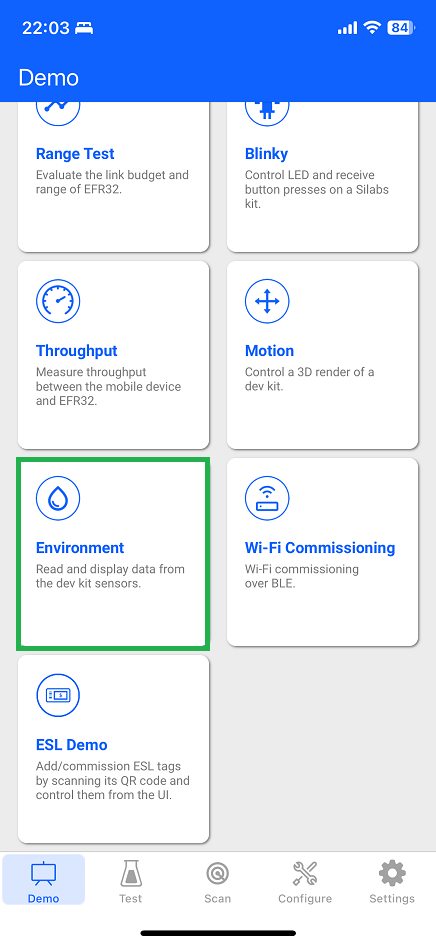 22:03
84
Demo
Range Test
Evaluate the link budget and
range of EFR32.
Blinky
Control LED and receive
button presses on a Silabs
kit.
Throughput
Measure throughput
between the mobile device
and EFR32.
Motion
Control a 3D render of a
dev kit.
Environment
Read and display data from
the dev kit sensors.
Wi-Fi Commissioning
Wi-Fi commissioning
over BLE.
ESL Demo
Add/commission ESL tags
by scanning its QR code and
control them from the UI.
Demo
Test
Scan
Configure
Settings